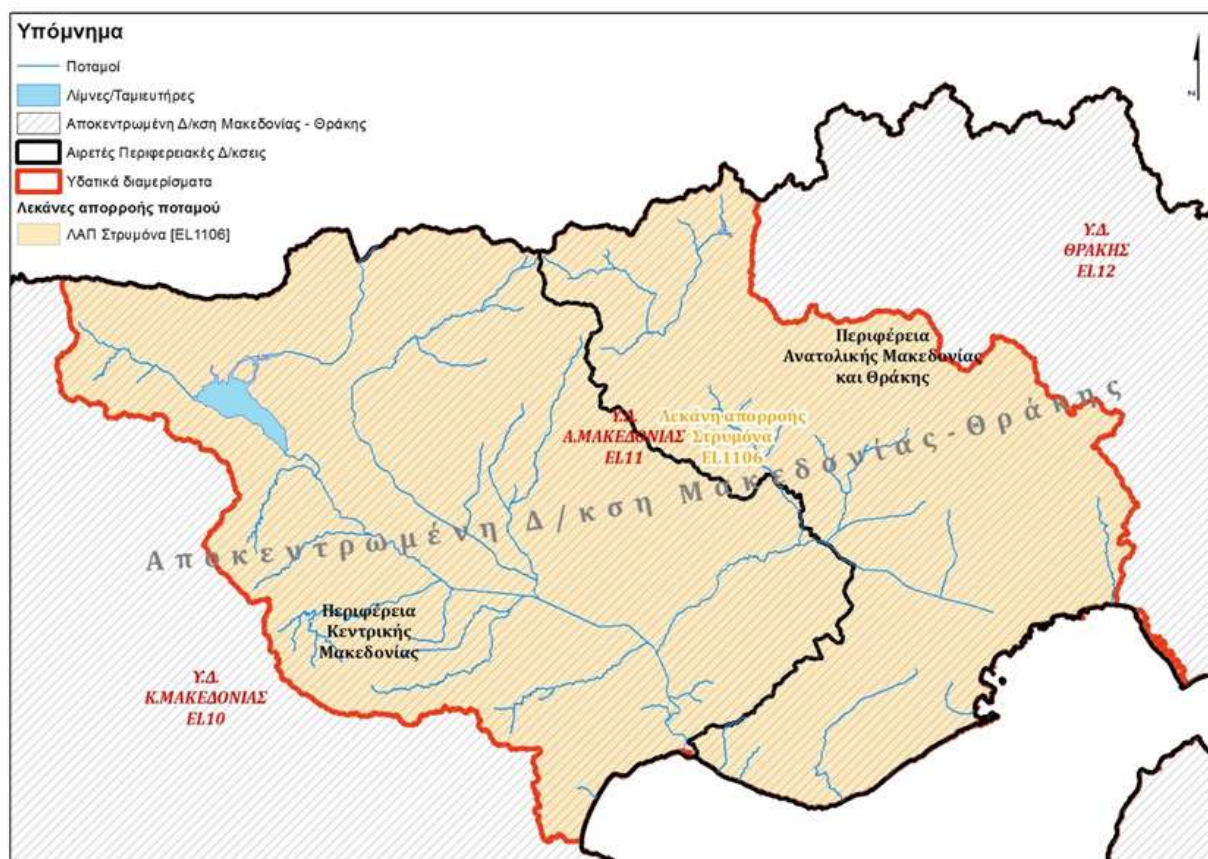 Υπόμνημα
Ποταμοί
Λίμνες/Ταμιευτήρες
Αποκεντρωμένη Δ/κση Μακεδονίας - Θράκης
Αιρετές Περιφερειακές Δ/κσεις
Υδατικά διαμερίσματα
Λεκάνες απορροής ποταμού
ΛΑΠ Στρυμόνα [EL1106]
Z
Υ.Δ.
ΘΡΑΚΗΣ
EL12
Περιφέρεια
Ανατολικής Μακεδονίας
και Θράκης
Υ.Δ.
Α.ΜΑΚΕΔΟΝΙΑΣ
EL11
Λεκάνη απορροής
Στρυμόνα
EL1106
Αποκεντρωμένη Δ/κση Μακεδονίας-Θράκης
Περιφέρεια
Κεντρικής
Μακεδονίας
Υ.Δ.
Κ.ΜΑΚΕΔΟΝΙΑΣ
EL10